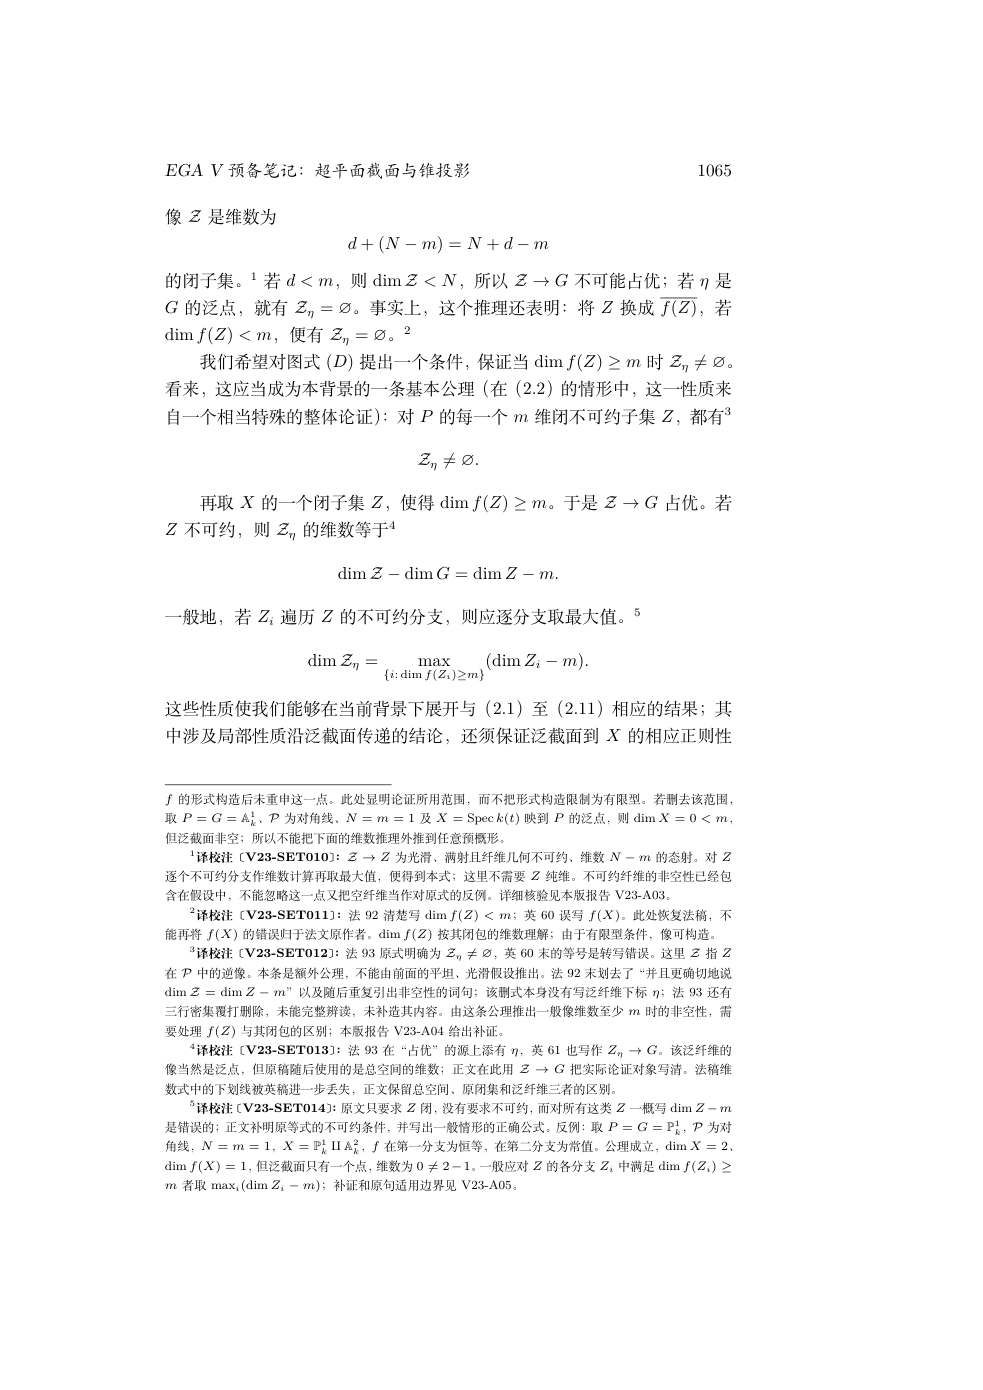 EGA V 预备笔记：超平面截面与锥投影 1065
像 𝒵 是维数为
d + (N − m) = N + d − m
的闭子集。¹ 若 d < m，则 dim 𝒵 < N，所以 𝒵 → G 不可能占优；若 η 是
G 的泛点，就有 𝒵_η = ∅。事实上，这个推理还表明：将 Z 换成 \overline{f(Z)}，若
dim f(Z) < m，便有 𝒵_η = ∅。²
我们希望对图式 (D) 提出一个条件，保证当 dim f(Z) ≥ m 时 𝒵_η ≠ ∅。
看来，这应当成为本背景的一条基本公理（在（2.2）的情形中，这一性质来
自一个相当特殊的整体论证）：对 P 的每一个 m 维闭不可约子集 Z，都有³
𝒵_η ≠ ∅.
再取 X 的一个闭子集 Z，使得 dim f(Z) ≥ m。于是 𝒵 → G 占优。若
Z 不可约，则 𝒵_η 的维数等于⁴
dim 𝒵 − dim G = dim Z − m.
一般地，若 Z_i 遍历 Z 的不可约分支，则应逐分支取最大值。⁵
dim 𝒵_η = max_{{i: dim f(Z_i)≥m}} (dim Z_i − m).
这些性质使我们能够在当前背景下展开与（2.1）至（2.11）相应的结果；其
中涉及局部性质沿泛截面传递的结论，还须保证泛截面到 X 的相应正则性
f 的形式构造后未重申这一点。此处显明论证所用范围，而不把形式构造限制为有限型。若删去该范围，
取 P = G = 𝔸¹_k、𝒫 为对角线、N = m = 1 及 X = Spec k(t) 映到 P 的泛点，则 dim X = 0 < m，
但泛截面非空；所以不能把下面的维数推理外推到任意预概形。
¹译校注〔V23-SET010〕：𝒵 → Z 为光滑、满射且纤维几何不可约、维数 N − m 的态射。对 Z
逐个不可约分支作维数计算再取最大值，便得到本式；这里不需要 Z 纯维。不可约纤维的非空性已经包
含在假设中，不能忽略这一点又把空纤维当作对原式的反例。详细核验见本版报告 V23-A03。
²译校注〔V23-SET011〕：法 92 清楚写 dim f(Z) < m；英 60 误写 f(X)。此处恢复法稿，不
能再将 f(X) 的错误归于法文原作者。dim f(Z) 按其闭包的维数理解；由于有限型条件，像可构造。
³译校注〔V23-SET012〕：法 93 原式明确为 𝒵_η ≠ ∅，英 60 末的等号是转写错误。这里 𝒵 指 Z
在 𝒫 中的逆像。本条是额外公理，不能由前面的平坦、光滑假设推出。法 92 末划去了 “并且更确切地说
dim 𝒵 = dim Z − m” 以及随后重复引出非空性的词句；该删式本身没有写泛纤维下标 η；法 93 还有
三行密集覆打删除，未能完整辨读，未补造其内容。由这条公理推出一般像维数至少 m 时的非空性，需
要处理 f(Z) 与其闭包的区别；本版报告 V23-A04 给出补证。
⁴译校注〔V23-SET013〕：法 93 在 “占优” 的源上添有 η，英 61 也写作 Z_η → G。该泛纤维的
像当然是泛点，但原稿随后使用的是总空间的维数；正文在此用 𝒵 → G 把实际论证对象写清。法稿维
数式中的下划线被英稿进一步丢失，正文保留总空间、原闭集和泛纤维三者的区别。
⁵译校注〔V23-SET014〕：原文只要求 Z 闭，没有要求不可约，而对所有这类 Z 一概写 dim Z − m
是错误的；正文补明原等式的不可约条件，并写出一般情形的正确公式。反例：取 P = G = ℙ¹_k，𝒫 为对
角线，N = m = 1，X = ℙ¹_k ⨿ 𝔸²_k，f 在第一分支为恒等，在第二分支为常值。公理成立，dim X = 2、
dim f(X) = 1，但泛截面只有一个点，维数为 0 ≠ 2−1。一般应对 Z 的各分支 Z_i 中满足 dim f(Z_i) ≥
m 者取 max_i(dim Z_i − m)；补证和原句适用边界见 V23-A05。